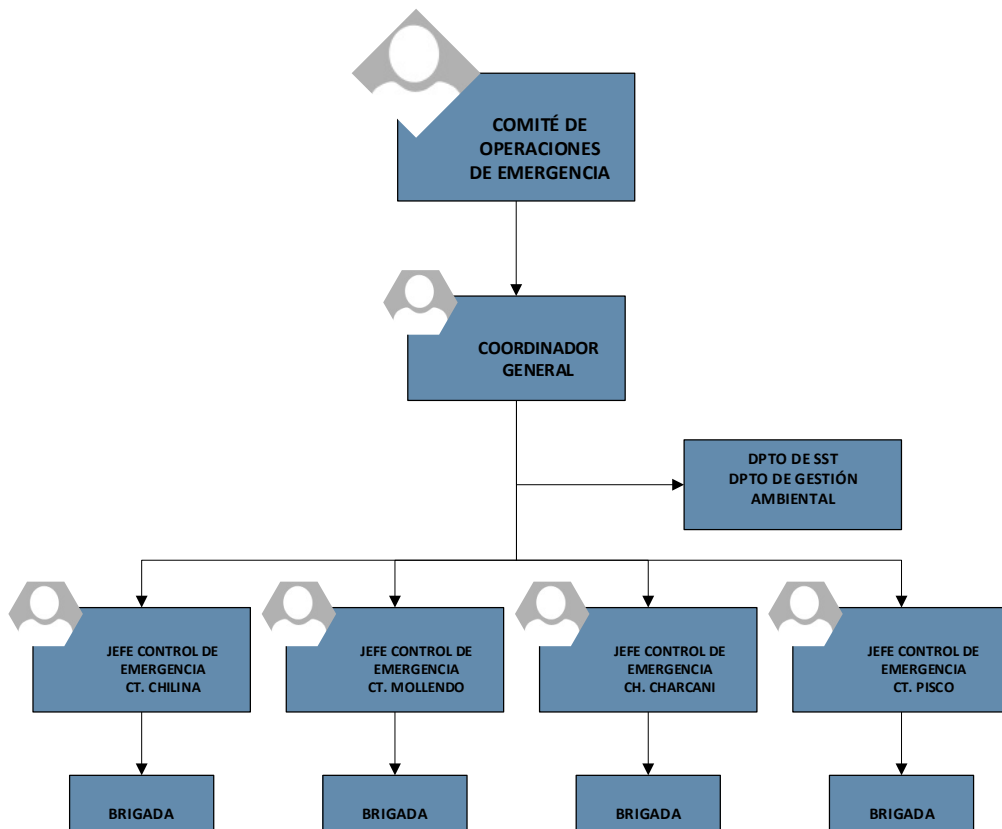 COMITÉ DE
OPERACIONES
DE EMERGENCIA
COORDINADOR
GENERAL
DPTO DE SST
DPTO DE GESTIÓN
AMBIENTAL
JEFE CONTROL DE
EMERGENCIA
CT. CHILINA
JEFE CONTROL DE
EMERGENCIA
CT. MOLLENDO
JEFE CONTROL DE
EMERGENCIA
CH. CHARCANI
JEFE CONTROL DE
EMERGENCIA
CT. PISCO
BRIGADA
BRIGADA
BRIGADA
BRIGADA